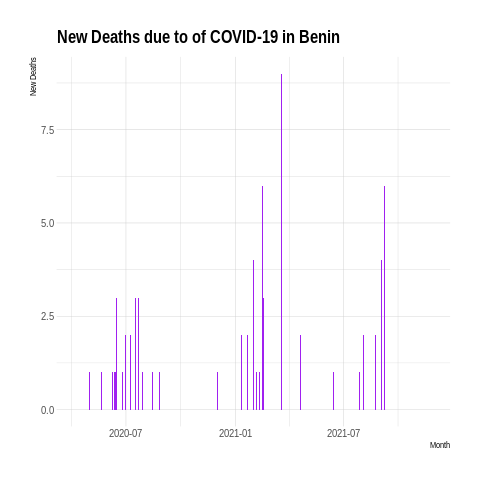 New Deaths due to of COVID-19 in Benin
New Deaths
7.5
5.0
2.5
0.0
2020-07 2021-01 2021-07
Month